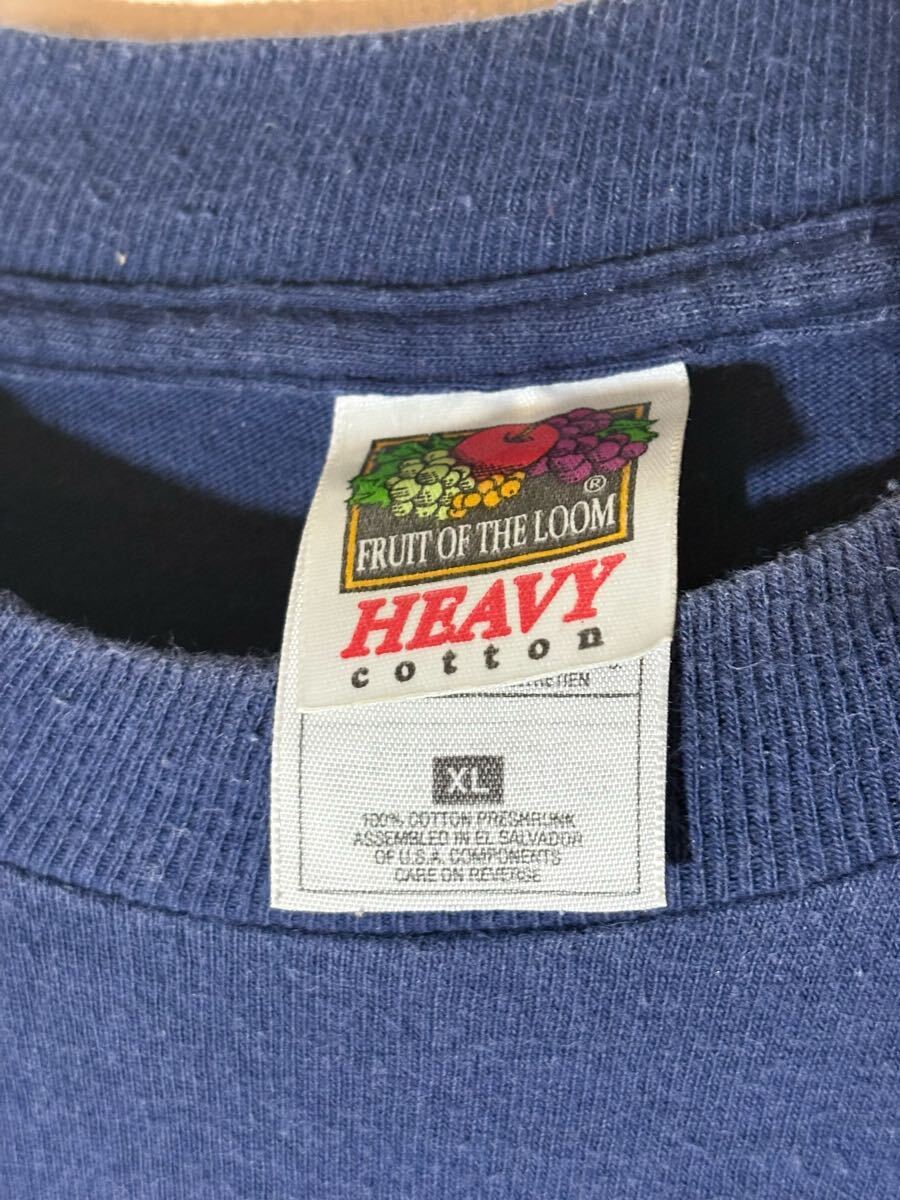 ®
FRUIT OF THE LOOM
HEAVY
cotton
XL
100% COTTON PRESHRUNK
ASSEMBLED IN EL SALVADOR
OF U.S.A. COMPONENTS
CARE ON REVERSE